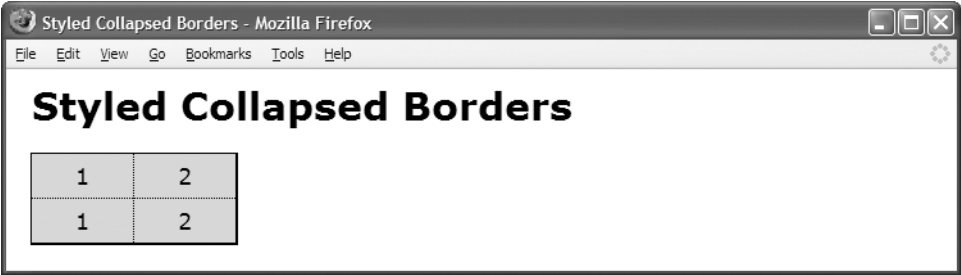 Styled Collapsed Borders - Mozilla Firefox
File Edit View Go Bookmarks Tools Help
Styled Collapsed Borders
1 2
1 2